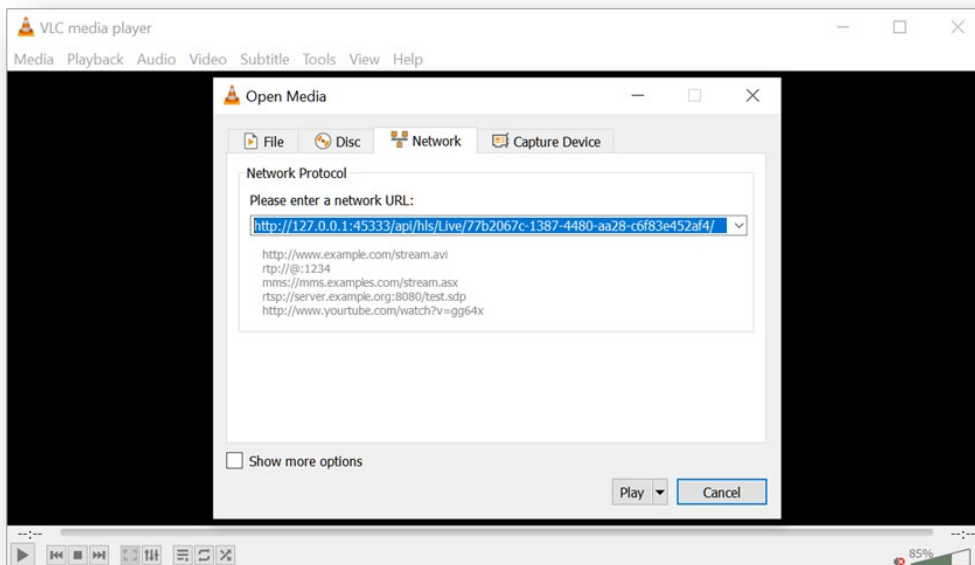 VLC media player
Media Playback Audio Video Subtitle Tools View Help
Open Media
File Disc Network Capture Device
Network Protocol
Please enter a network URL:
http://127.0.0.1:45333/api/hls/Live/77b2067c-1387-4480-aa28-c6f83e452af4/
http://www.example.com/stream.avi
rtp://@:1234
mms://mms.examples.com/stream.asx
rtsp://server.example.org:8080/test.sdp
http://www.yourtube.com/watch?v=gg64x
Show more options
Play Cancel
--:-- --:--
85%